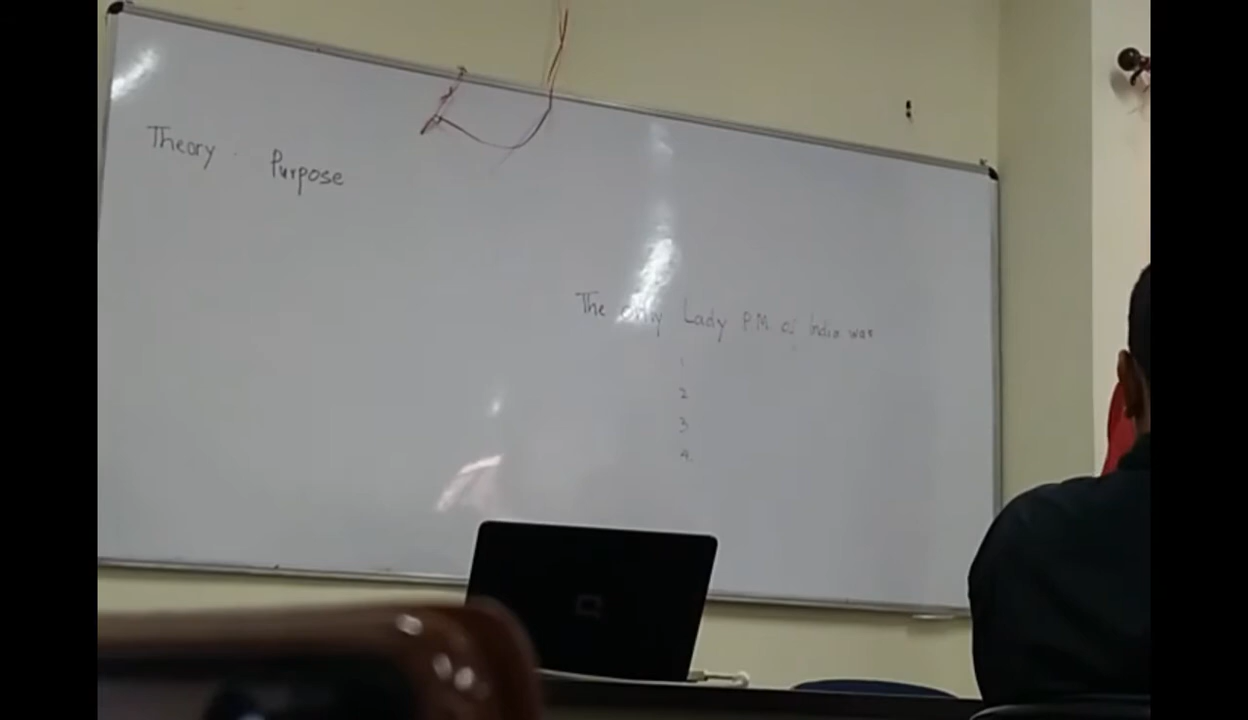 Theory Purpose
The only Lady P.M. of India was
1
2
3
4.